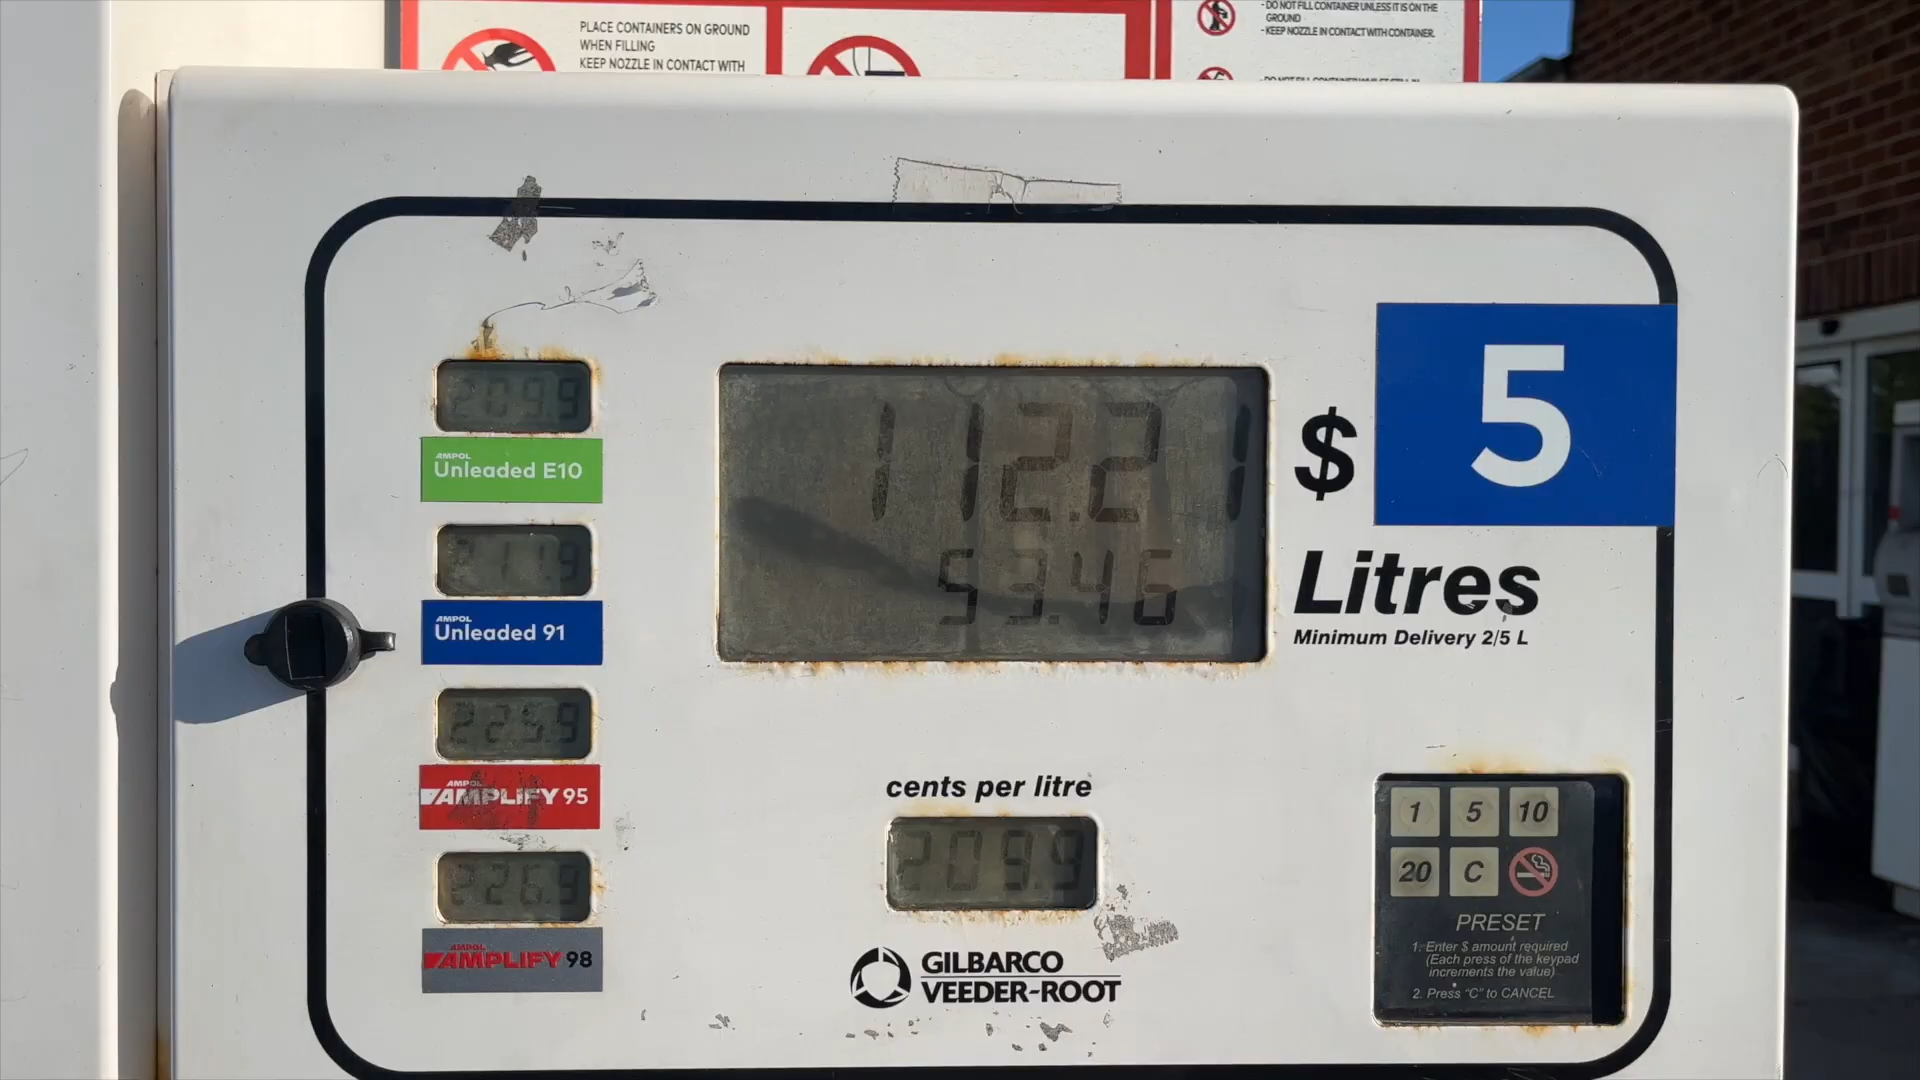 PLACE CONTAINERS ON GROUND
WHEN FILLING
KEEP NOZZLE IN CONTACT WITH
- DO NOT FILL CONTAINER UNLESS IT IS ON THE
GROUND
- KEEP NOZZLE IN CONTACT WITH CONTAINER.
209.9
AMPOL
Unleaded E10
211.9
AMPOL
Unleaded 91
225.9
AMPOL
AMPLIFY 95
226.9
AMPOL
AMPLIFY 98
112.21
$
5
53.46
Litres
Minimum Delivery 2/5 L
cents per litre
209.9
GILBARCO
VEEDER-ROOT
1 5 10
20 C
PRESET
1. Enter $ amount required
(Each press of the keypad
increments the value)
2. Press "C" to CANCEL